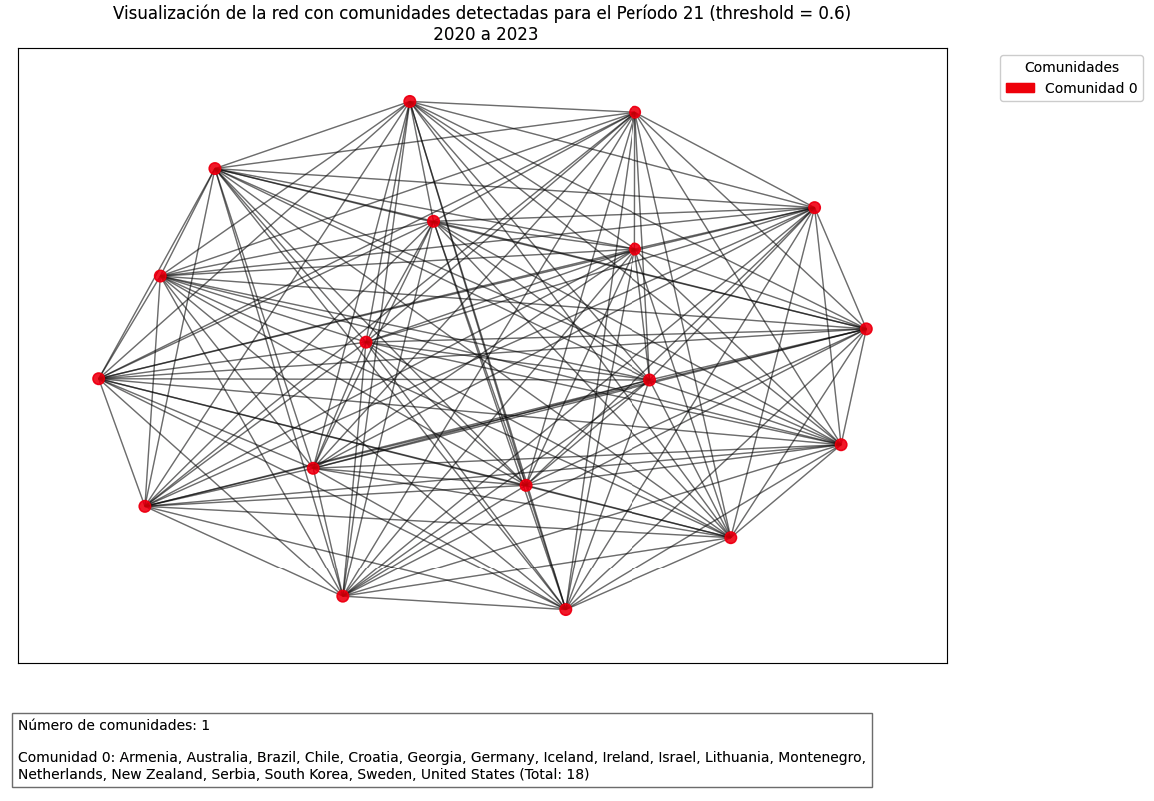 Visualización de la red con comunidades detectadas para el Período 21 (threshold = 0.6)
2020 a 2023
Comunidades
Comunidad 0
Número de comunidades: 1
Comunidad 0: Armenia, Australia, Brazil, Chile, Croatia, Georgia, Germany, Iceland, Ireland, Israel, Lithuania, Montenegro,
Netherlands, New Zealand, Serbia, South Korea, Sweden, United States (Total: 18)